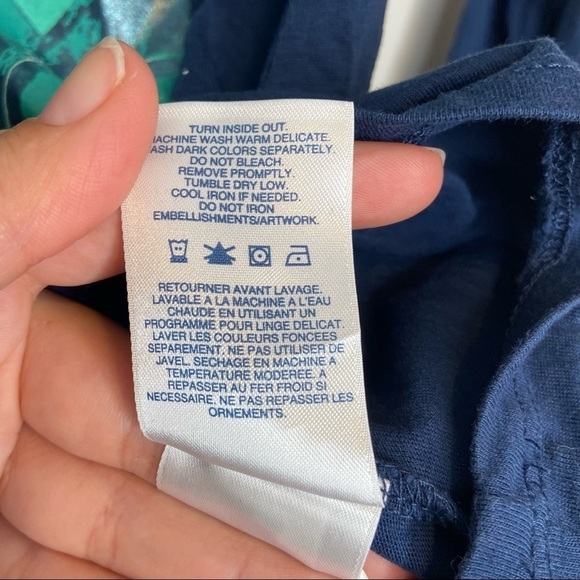 TURN INSIDE OUT.
MACHINE WASH WARM DELICATE.
WASH DARK COLORS SEPARATELY.
DO NOT BLEACH.
REMOVE PROMPTLY.
TUMBLE DRY LOW.
COOL IRON IF NEEDED.
DO NOT IRON
EMBELLISHMENTS/ARTWORK.
RETOURNER AVANT LAVAGE.
LAVABLE A LA MACHINE A L'EAU
CHAUDE EN UTILISANT UN
PROGRAMME POUR LINGE DELICAT.
LAVER LES COULEURS FONCEES
SEPAREMENT. NE PAS UTILISER DE
JAVEL. SECHAGE EN MACHINE A
TEMPERATURE MODEREE. A
REPASSER AU FER FROID SI
NECESSAIRE. NE PAS REPASSER LES
ORNEMENTS.